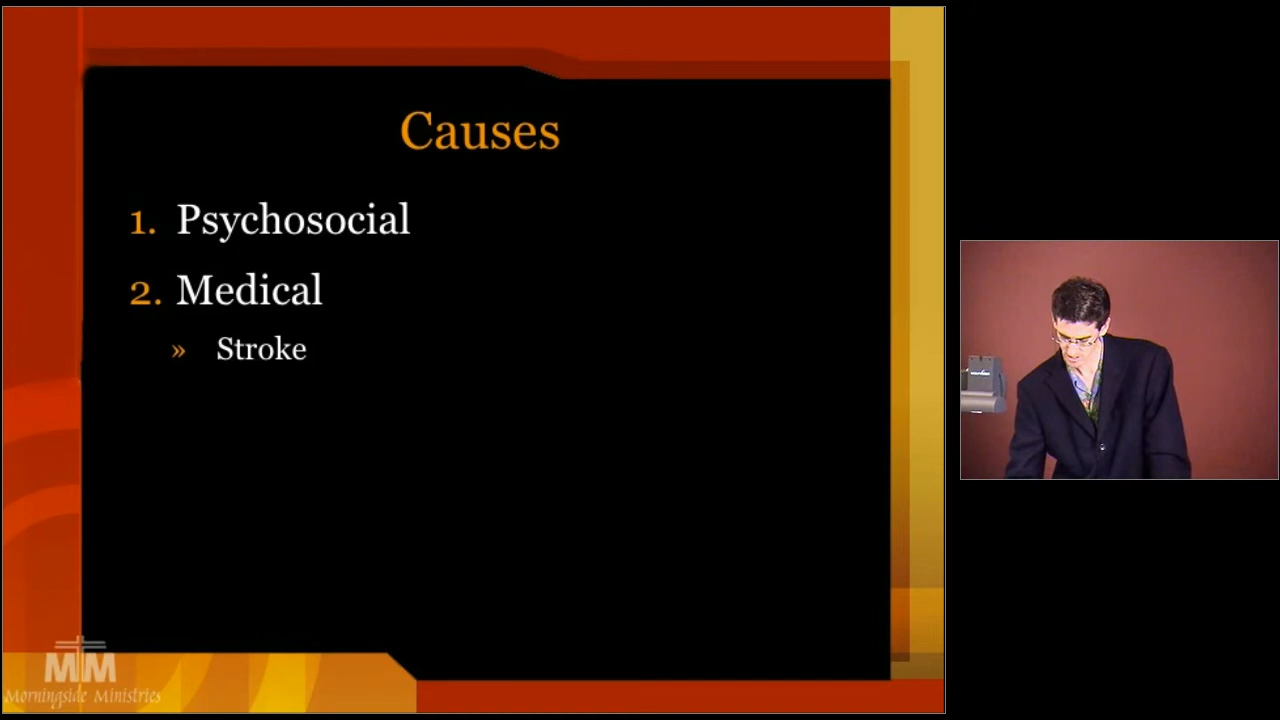 Causes
1. Psychosocial
2. Medical
» Stroke
MM
Morningside Ministries